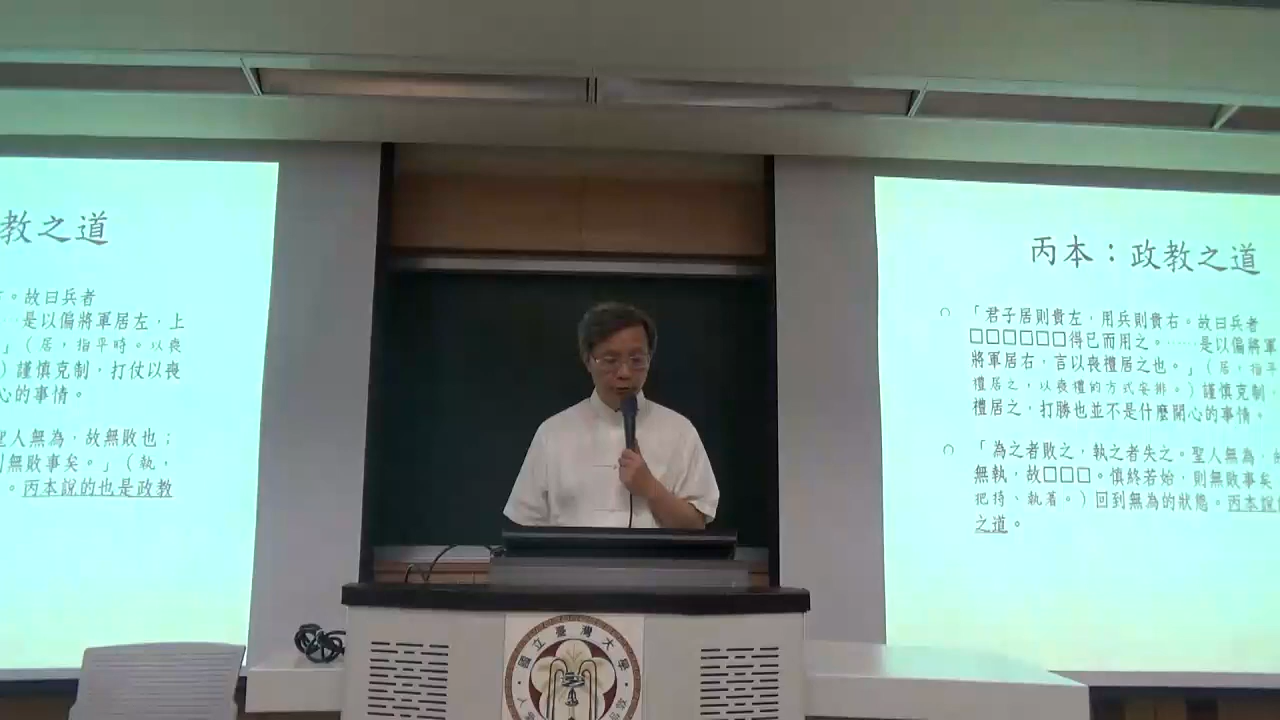 教之道
。故曰兵者
是以偏將軍居左，上
」（居，指平時。以喪
）謹慎克制，打仗以喪
心的事情。
聖人無為，故無敗也；
則無敗事矣。」（執，
。丙本說的也是政教
丙本：政教之道
「君子居則貴左，用兵則貴右。故曰兵者
□□□□□□得已而用之。……是以偏將軍
將軍居右，言以喪禮居之也。」（居，指平
禮居之，以喪禮的方式安排。）謹慎克制，
禮居之，打勝也並不是什麼開心的事情。
「為之者敗之，執之者失之。聖人無為，故
無執，故□□□。慎終若始，則無敗事矣
把持、執著。）回到無為的狀態。丙本說
之道。
國立臺灣大學